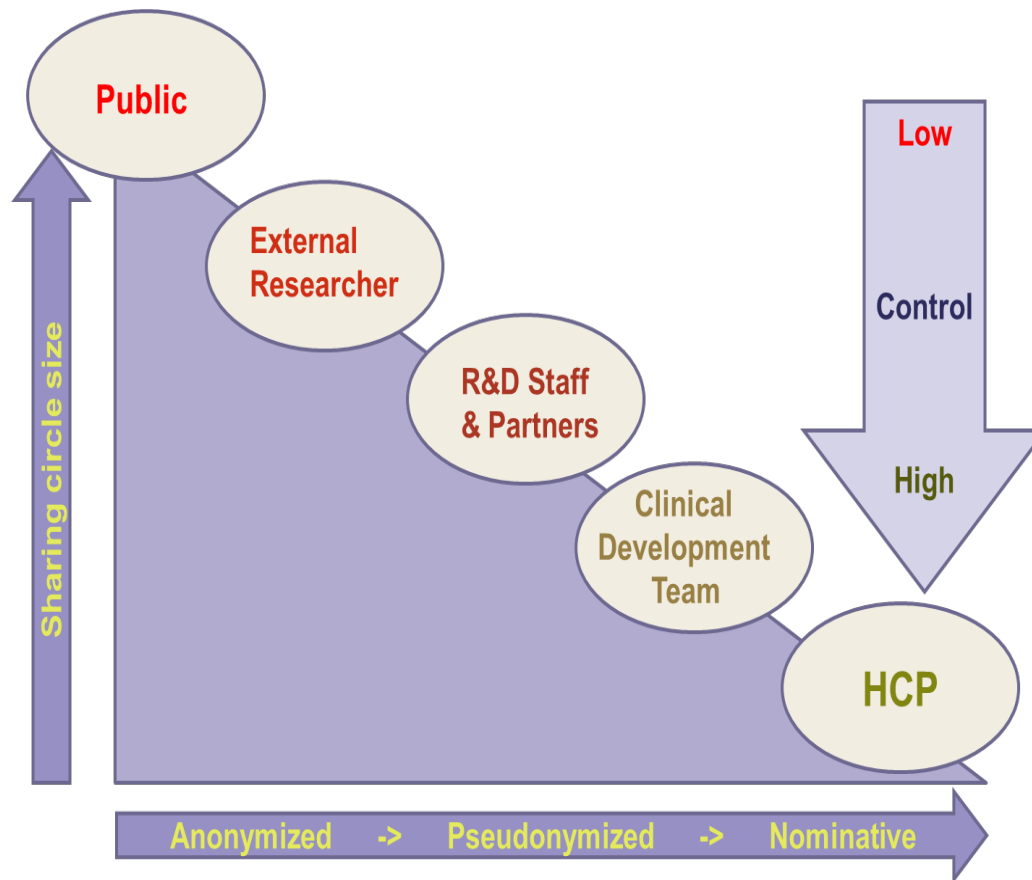 Public
Low
External
Researcher
Control
Sharing circle size
R&D Staff
& Partners
High
Clinical
Development
Team
HCP
Anonymized -> Pseudonymized -> Nominative